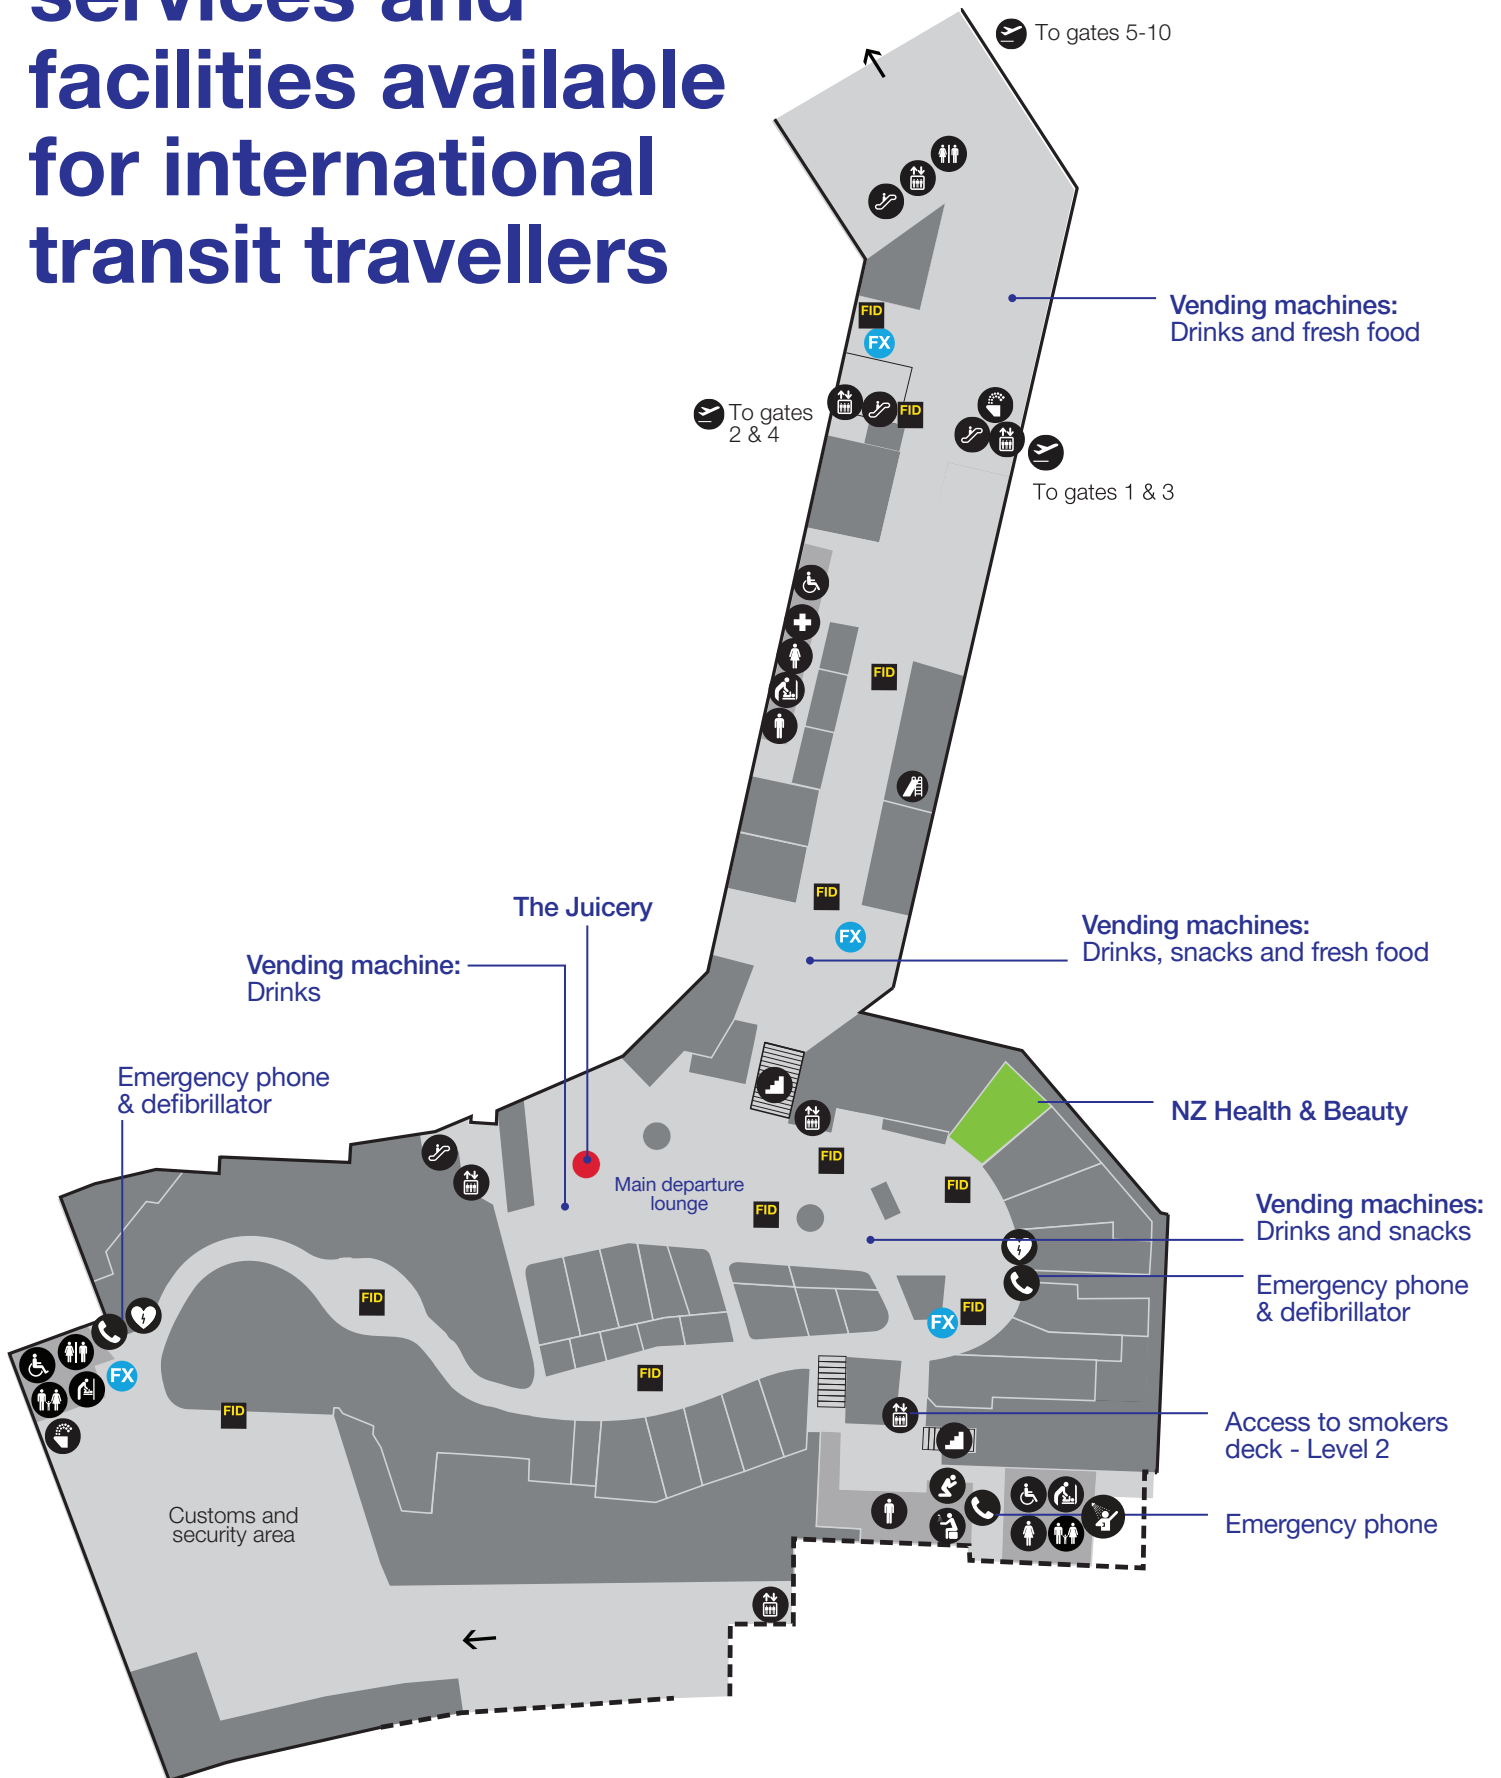 services and
facilities available
for international
transit travellers
To gates 5-10
Vending machines:
Drinks and fresh food
FID
FX
To gates
2 & 4
FID
To gates 1 & 3
FID
FID
FX
The Juicery
Vending machines:
Drinks, snacks and fresh food
Vending machine:
Drinks
Emergency phone
& defibrillator
NZ Health & Beauty
FID
Main departure
lounge
FID
FID
Vending machines:
Drinks and snacks
Emergency phone
& defibrillator
FID
FID
FX
FX
FID
FID
Access to smokers
deck - Level 2
Customs and
security area
Emergency phone